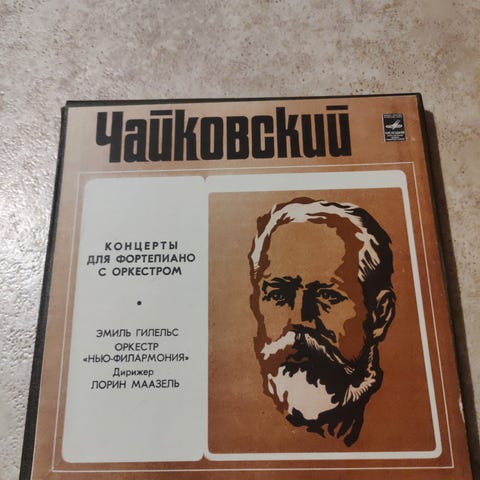 Чайковский
КОНЦЕРТЫ
ДЛЯ ФОРТЕПИАНО
С ОРКЕСТРОМ
•
ЭМИЛЬ ГИЛЕЛЬС
ОРКЕСТР
«НЬЮ-ФИЛАРМОНИЯ»
Дирижер
ЛОРИН МААЗЕЛЬ